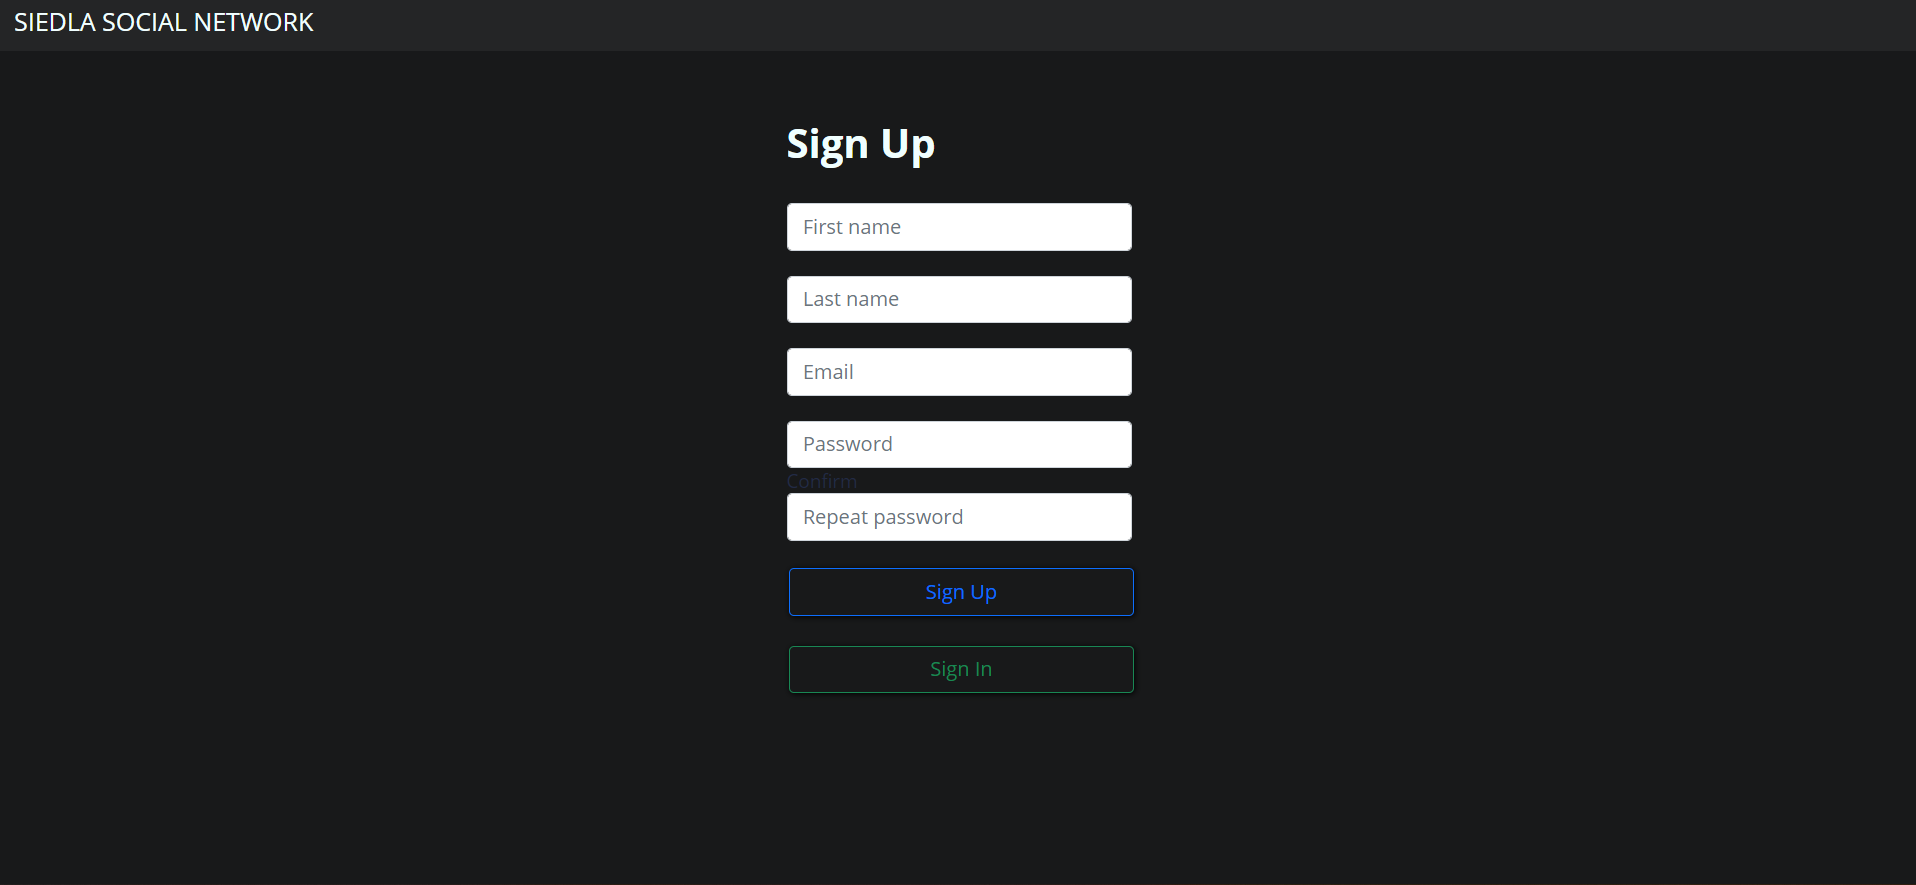 SIEDLA SOCIAL NETWORK
Sign Up
First name
Last name
Email
Password
Confirm
Repeat password
Sign Up
Sign In